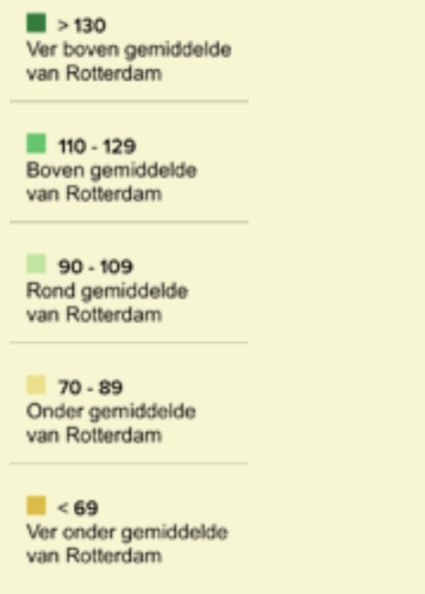 > 130
Ver boven gemiddelde
van Rotterdam
110 - 129
Boven gemiddelde
van Rotterdam
90 - 109
Rond gemiddelde
van Rotterdam
70 - 89
Onder gemiddelde
van Rotterdam
< 69
Ver onder gemiddelde
van Rotterdam